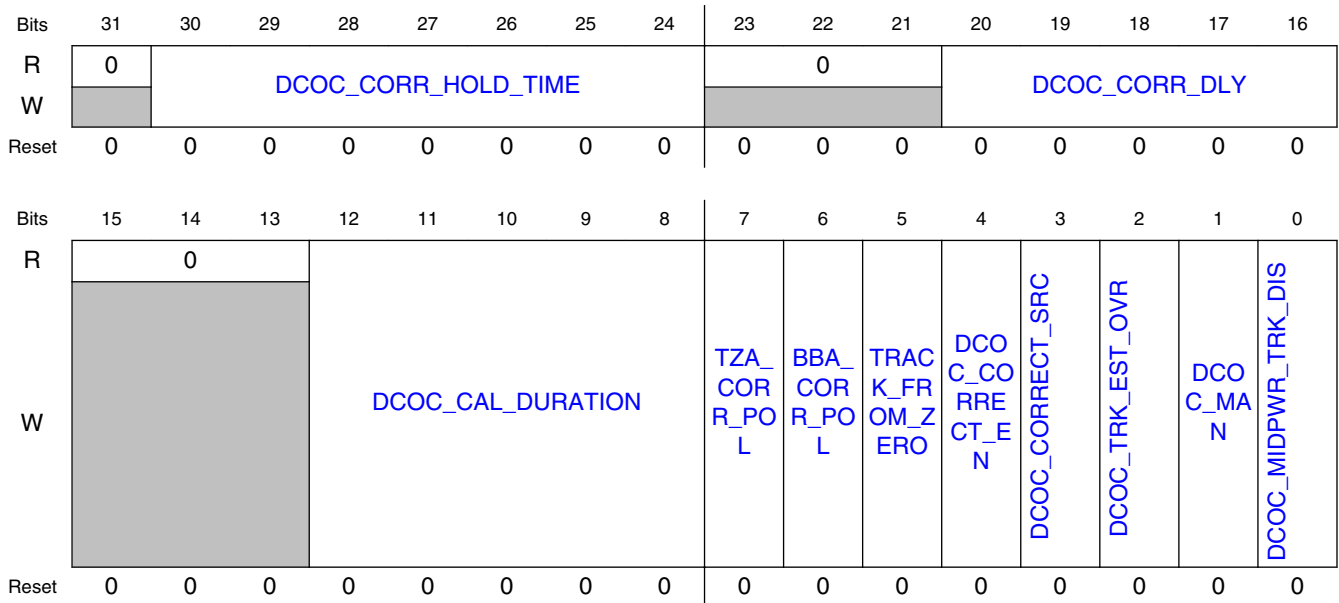 Bits 31 30 29 28 27 26 25 24 23 22 21 20 19 18 17 16
R 0 DCOC_CORR_HOLD_TIME 0 DCOC_CORR_DLY
W
Reset 0 0 0 0 0 0 0 0 0 0 0 0 0 0 0 0
Bits 15 14 13 12 11 10 9 8 7 6 5 4 3 2 1 0
R 0
W
DCOC_CAL_DURATION
TZA_
COR
R_PO
L
BBA_
COR
R_PO
L
TRAC
K_FR
OM_Z
ERO
DCO
C_CO
RRE
CT_E
N
DCOC_CORRECT_SRC
DCOC_TRK_EST_OVR
DCO
C_MA
N
DCOC_MIDPWR_TRK_DIS
Reset 0 0 0 0 0 0 0 0 0 0 0 0 0 0 0 0